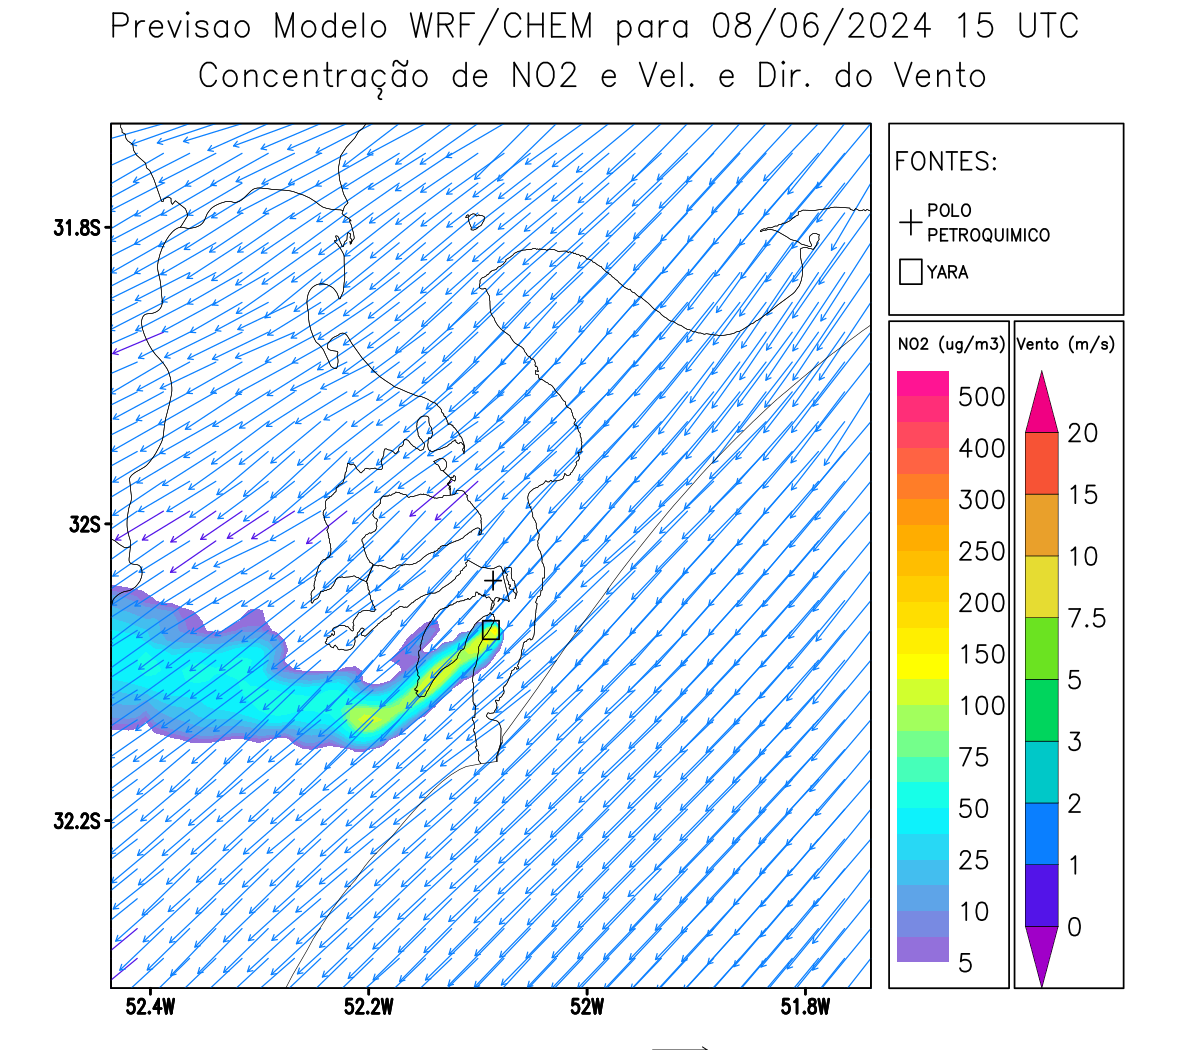 Previsao Modelo WRF/CHEM para 08/06/2024 15 UTC
Concentração de NO2 e Vel. e Dir. do Vento
FONTES:
POLO
PETROQUIMICO
YARA
NO2 (ug/m3)
500
400
300
250
200
150
100
75
50
25
10
5
Vento (m/s)
20
15
10
7.5
5
3
2
1
0
31.8S
32S
32.2S
52.4W
52.2W
52W
51.8W